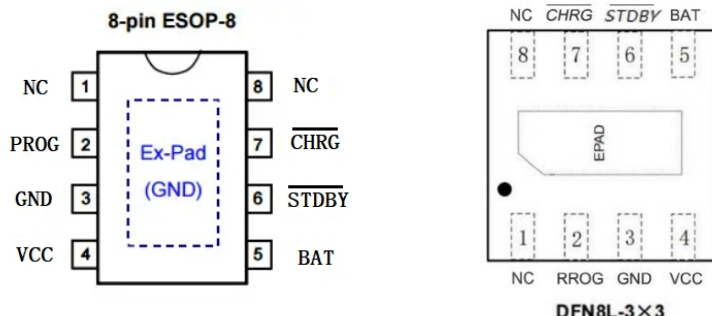 8-pin ESOP-8
NC 1 8 NC
PROG 2 7 CHRG
GND 3 6 STDBY
VCC 4 5 BAT
Ex-Pad
(GND)
NC CHRG STDBY BAT
8 7 6 5
EPAD
1 2 3 4
NC RROG GND VCC
DFN8L-3×3